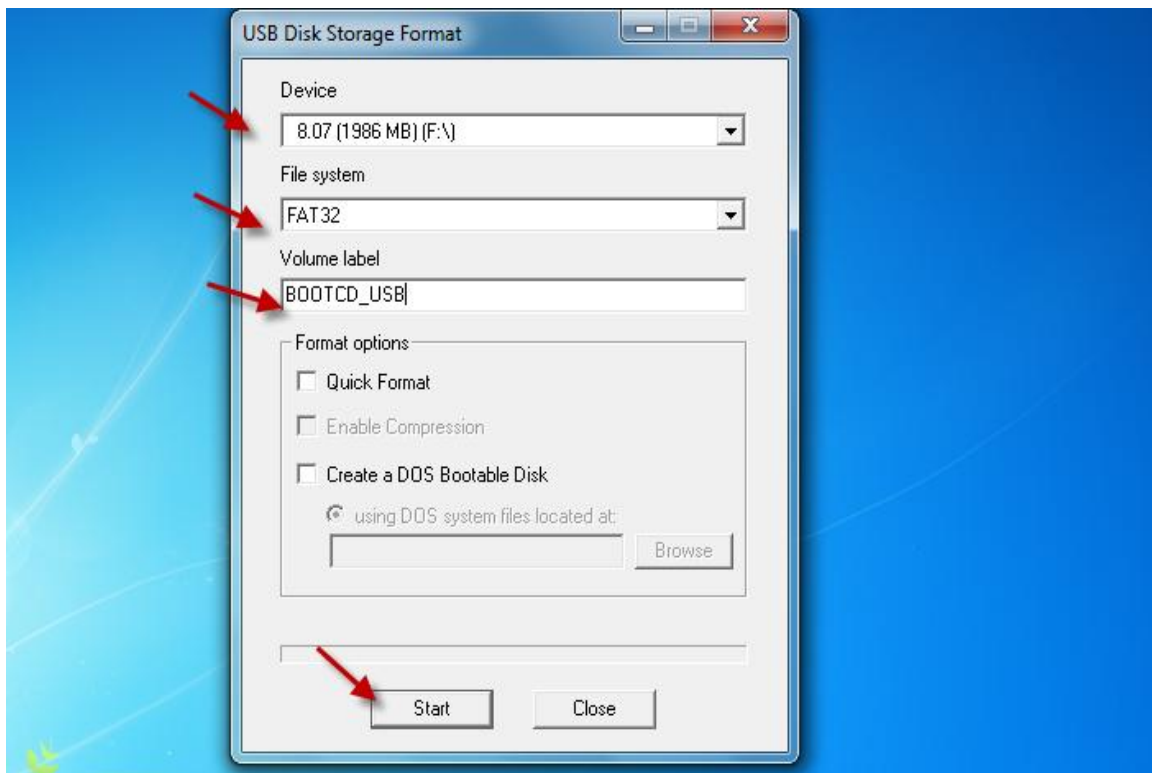 USB Disk Storage Format
Device
8.07 (1986 MB) (F:\)
File system
FAT32
Volume label
BOOTCD_USB
Format options
Quick Format
Enable Compression
Create a DOS Bootable Disk
using DOS system files located at:
Browse
Start Close